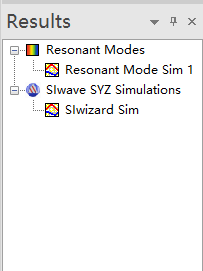 Results
Resonant Modes
Resonant Mode Sim 1
SIwave SYZ Simulations
SIwizard Sim